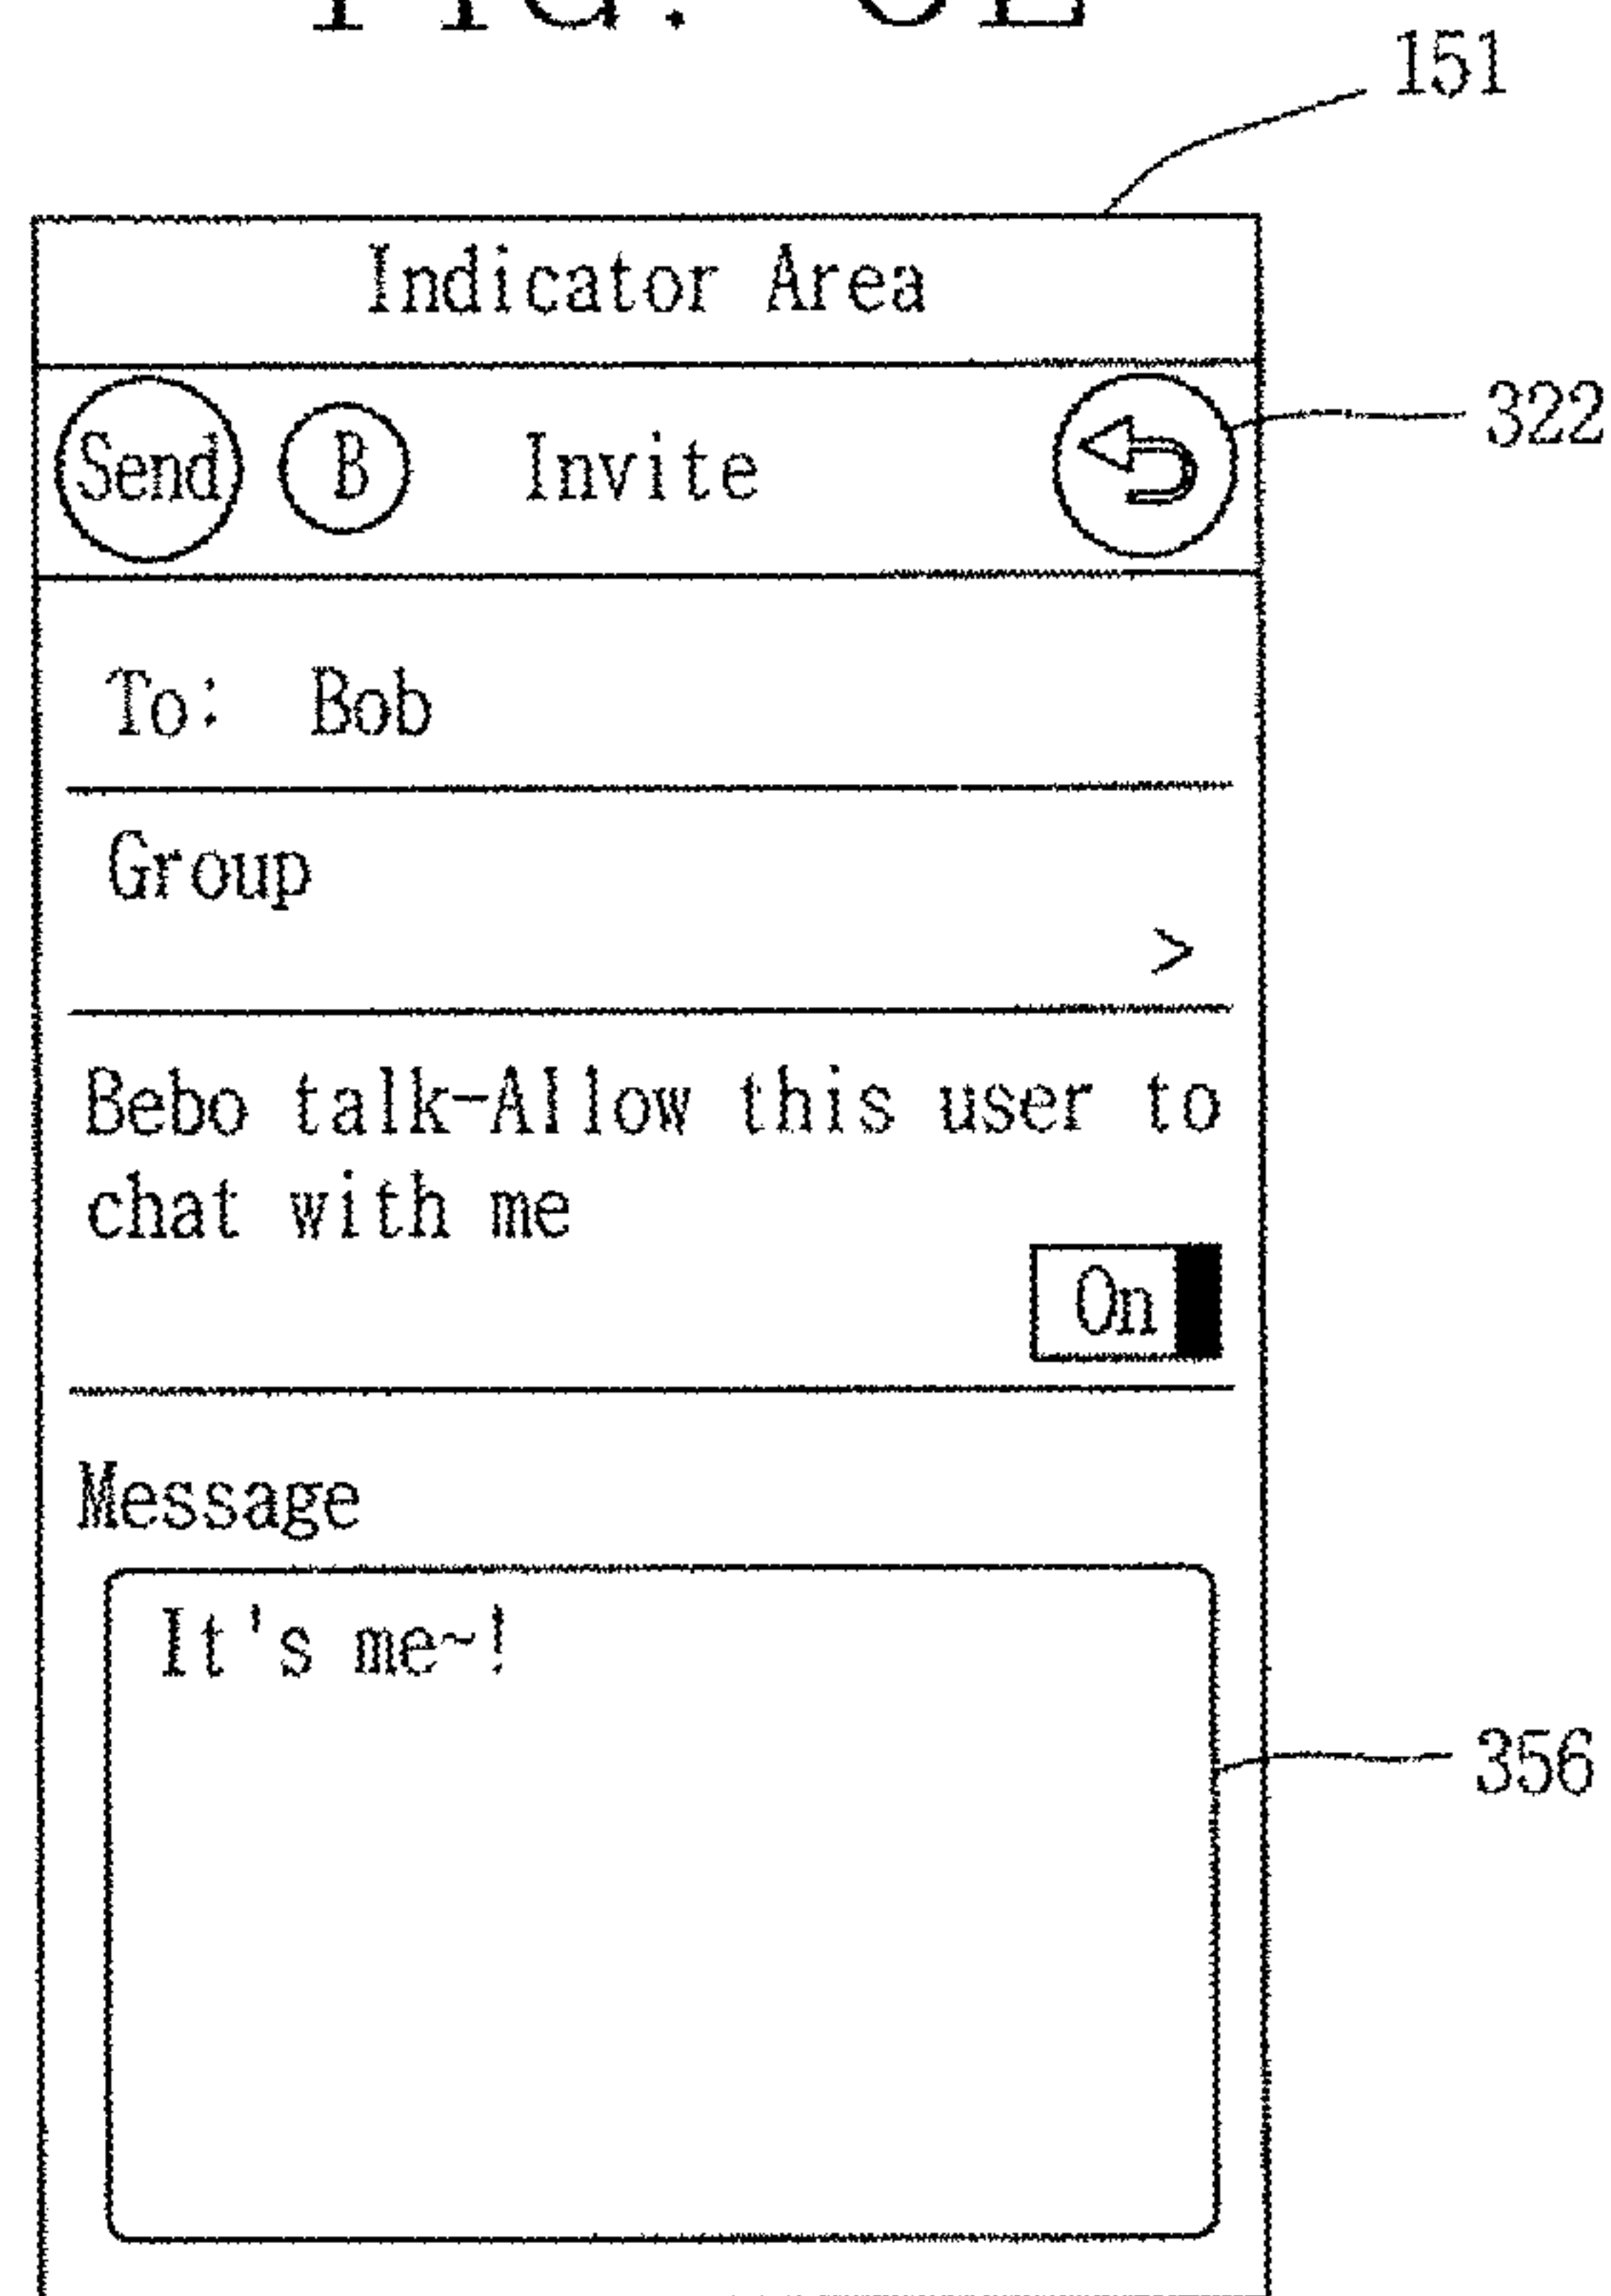 FIG.
151
Indicator Area
Send B Invite
322
To: Bob
Group
>
Bebo talk-Allow this user to
chat with me
On
Message
It's me~!
356